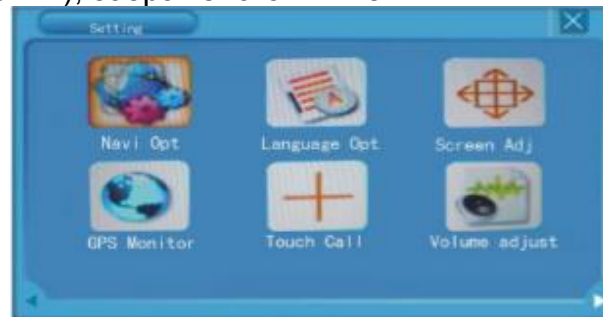 Setting
Navi Opt Language Opt Screen Adj
GPS Monitor Touch Call Volume adjust